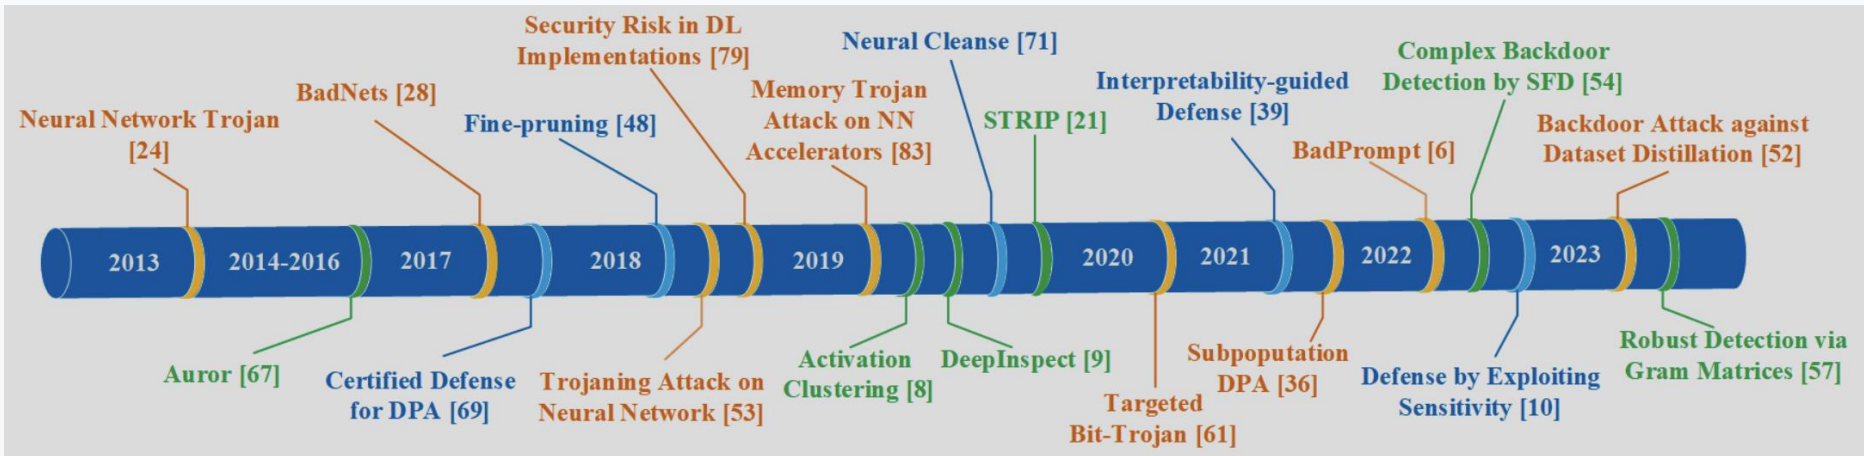 Neural Network Trojan
[24]
BadNets [28]
Fine-pruning [48]
Security Risk in DL
Implementations [79]
Memory Trojan
Attack on NN
Accelerators [83]
Neural Cleanse [71]
STRIP [21]
Interpretability-guided
Defense [39]
BadPrompt [6]
Complex Backdoor
Detection by SFD [54]
Backdoor Attack against
Dataset Distillation [52]
2013
2014-2016
2017
2018
2019
2020
2021
2022
2023
Auror [67]
Certified Defense
for DPA [69]
Trojaning Attack on
Neural Network [53]
Activation
Clustering [8]
DeepInspect [9]
Targeted
Bit-Trojan [61]
Subpoputation
DPA [36]
Defense by Exploiting
Sensitivity [10]
Robust Detection via
Gram Matrices [57]